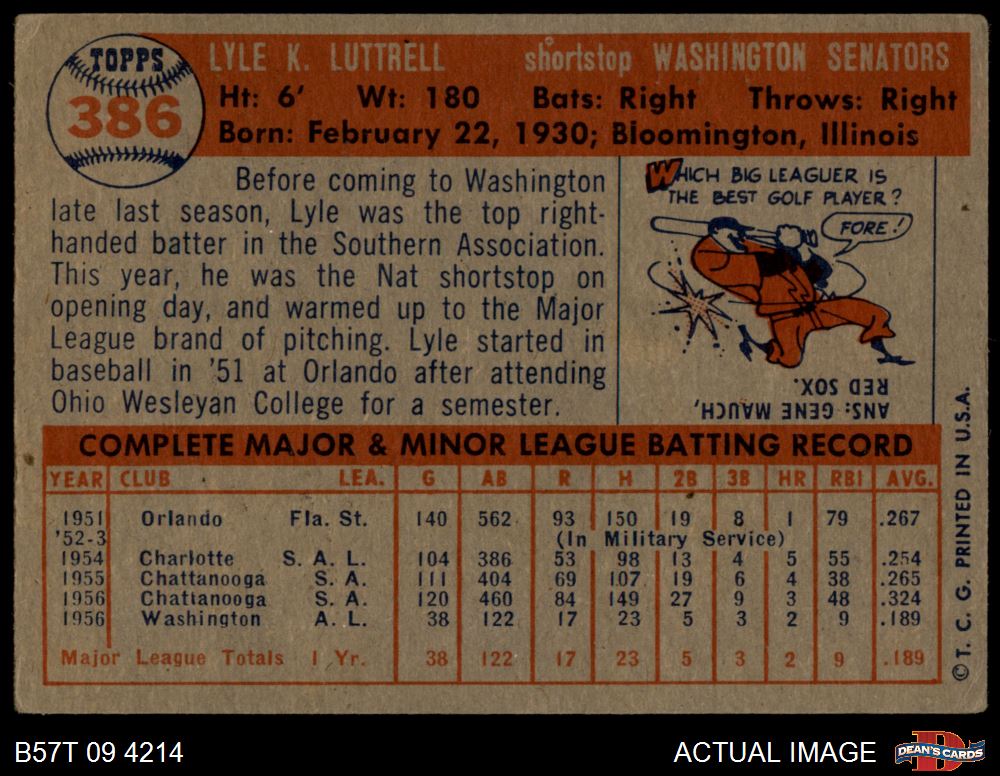 TOPPS
386
LYLE K. LUTTRELL shortstop WASHINGTON SENATORS
Ht: 6' Wt: 180 Bats: Right Throws: Right
Born: February 22, 1930; Bloomington, Illinois
Before coming to Washington
late last season, Lyle was the top right-
handed batter in the Southern Association.
This year, he was the Nat shortstop on
opening day, and warmed up to the Major
League brand of pitching. Lyle started in
baseball in '51 at Orlando after attending
Ohio Wesleyan College for a semester.
WHICH BIG LEAGUER IS
THE BEST GOLF PLAYER?
FORE!
ANS: GENE MAUCH,
RED SOX.
COMPLETE MAJOR & MINOR LEAGUE BATTING RECORD
YEAR CLUB LEA. G AB R H 2B 3B HR RBI AVG.
1951 Orlando Fla. St. 140 562 93 150 19 8 1 79 .267
'52-3 (In Military Service)
1954 Charlotte S. A. L. 104 386 53 98 13 4 5 55 .254
1955 Chattanooga S. A. 111 404 69 107 19 6 4 38 .265
1956 Chattanooga S. A. 120 460 84 149 27 9 3 48 .324
1956 Washington A. L. 38 122 17 23 5 3 2 9 .189
Major League Totals 1 Yr. 38 122 17 23 5 3 2 9 .189
© T. C. G. PRINTED IN U.S.A.
B57T 09 4214
ACTUAL IMAGE
DEAN'S CARDS